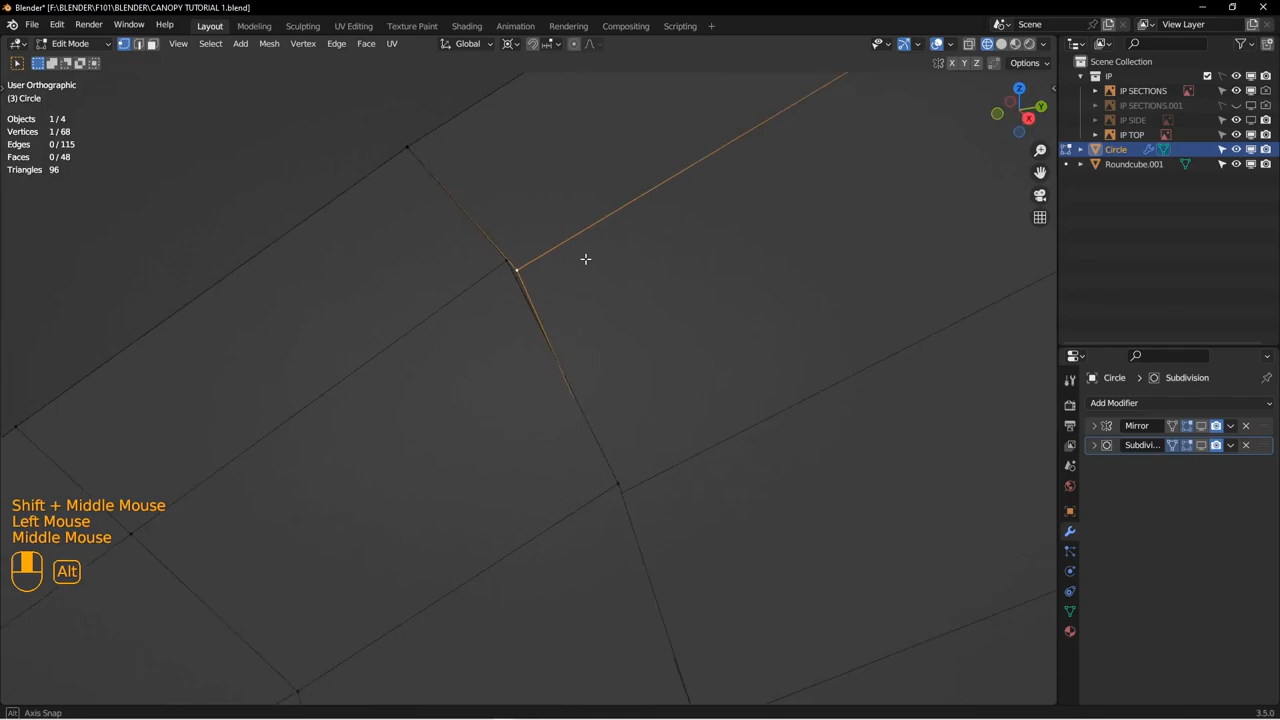 Blender* [F:\BLENDER\F101\BLENDER\CANOPY TUTORIAL 1.blend]
File Edit Render Window Help Layout Modeling Sculpting UV Editing Texture Paint Shading Animation Rendering Compositing Scripting Scene View Layer
Edit Mode View Select Add Mesh Vertex Edge Face UV Global
X Y Z Options
Scene Collection
IP
IP SECTIONS
IP SECTIONS.001
IP SIDE
IP TOP
Circle
Roundcube.001
User Orthographic
(3) Circle
Objects 1/4
Vertices 1/68
Edges 0/115
Faces 0/48
Triangles 96
Z
Y
X
Circle Subdivision
Add Modifier
Mirror
Subdivi...
Shift + Middle Mouse
Left Mouse
Middle Mouse
Alt
Alt Axis Snap 3.5.0